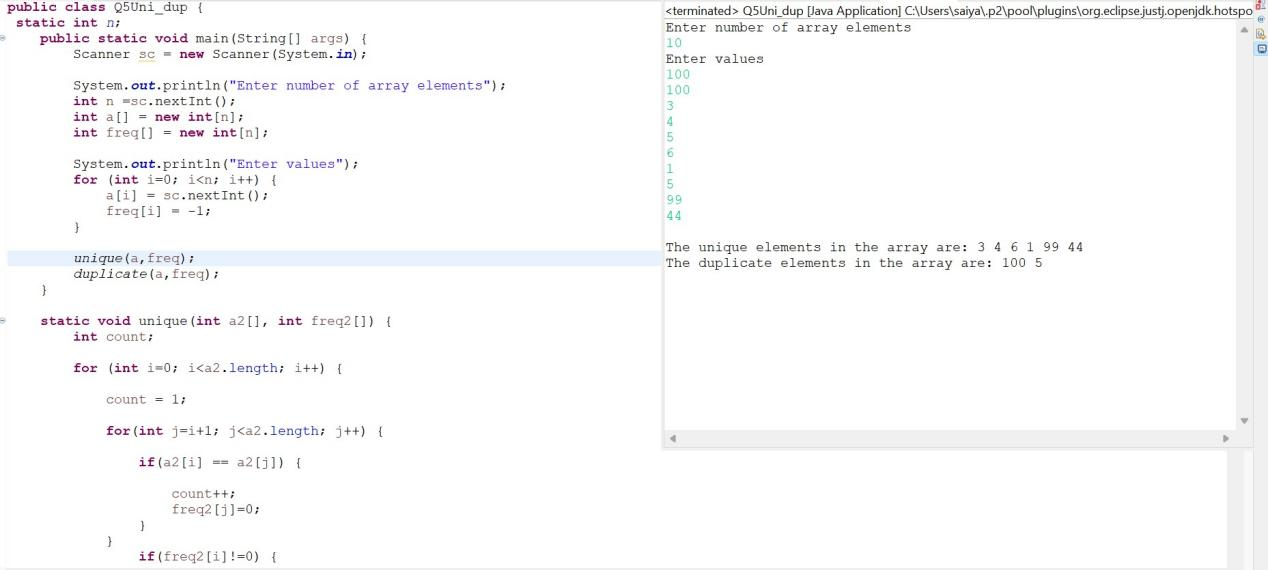 public class Q5Uni_dup {
static int n;
public static void main(String[] args) {
Scanner sc = new Scanner(System.in);
System.out.println("Enter number of array elements");
int n =sc.nextInt();
int a[] = new int[n];
int freq[] = new int[n];
System.out.println("Enter values");
for (int i=0; i<n; i++) {
a[i] = sc.nextInt();
freq[i] = -1;
}
unique(a,freq);
duplicate(a,freq);
}
static void unique(int a2[], int freq2[]) {
int count;
for (int i=0; i<a2.length; i++) {
count = 1;
for(int j=i+1; j<a2.length; j++) {
if(a2[i] == a2[j]) {
count++;
freq2[j]=0;
}
}
if(freq2[i]!=0) {
<terminated> Q5Uni_dup [Java Application] C:\Users\saiya\.p2\pool\plugins\org.eclipse.justj.openjdk.hotspo
Enter number of array elements
10
Enter values
100
100
3
4
5
6
1
5
99
44
The unique elements in the array are: 3 4 6 1 99 44
The duplicate elements in the array are: 100 5